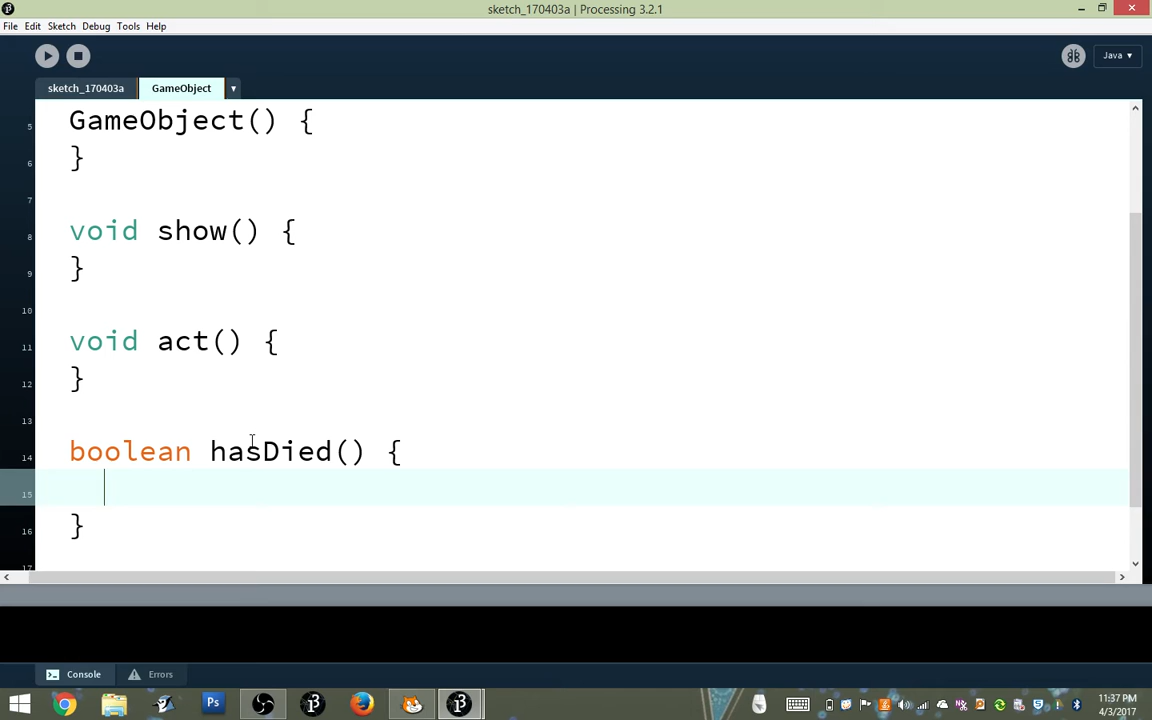 sketch_170403a | Processing 3.2.1
File Edit Sketch Debug Tools Help
Java ▾
sketch_170403a GameObject ▾
5 GameObject() {
6 }
7
8 void show() {
9 }
10
11 void act() {
12 }
13
14 boolean hasDied() {
15
16 }
17
Console Errors
Ps
11:37 PM
4/3/2017